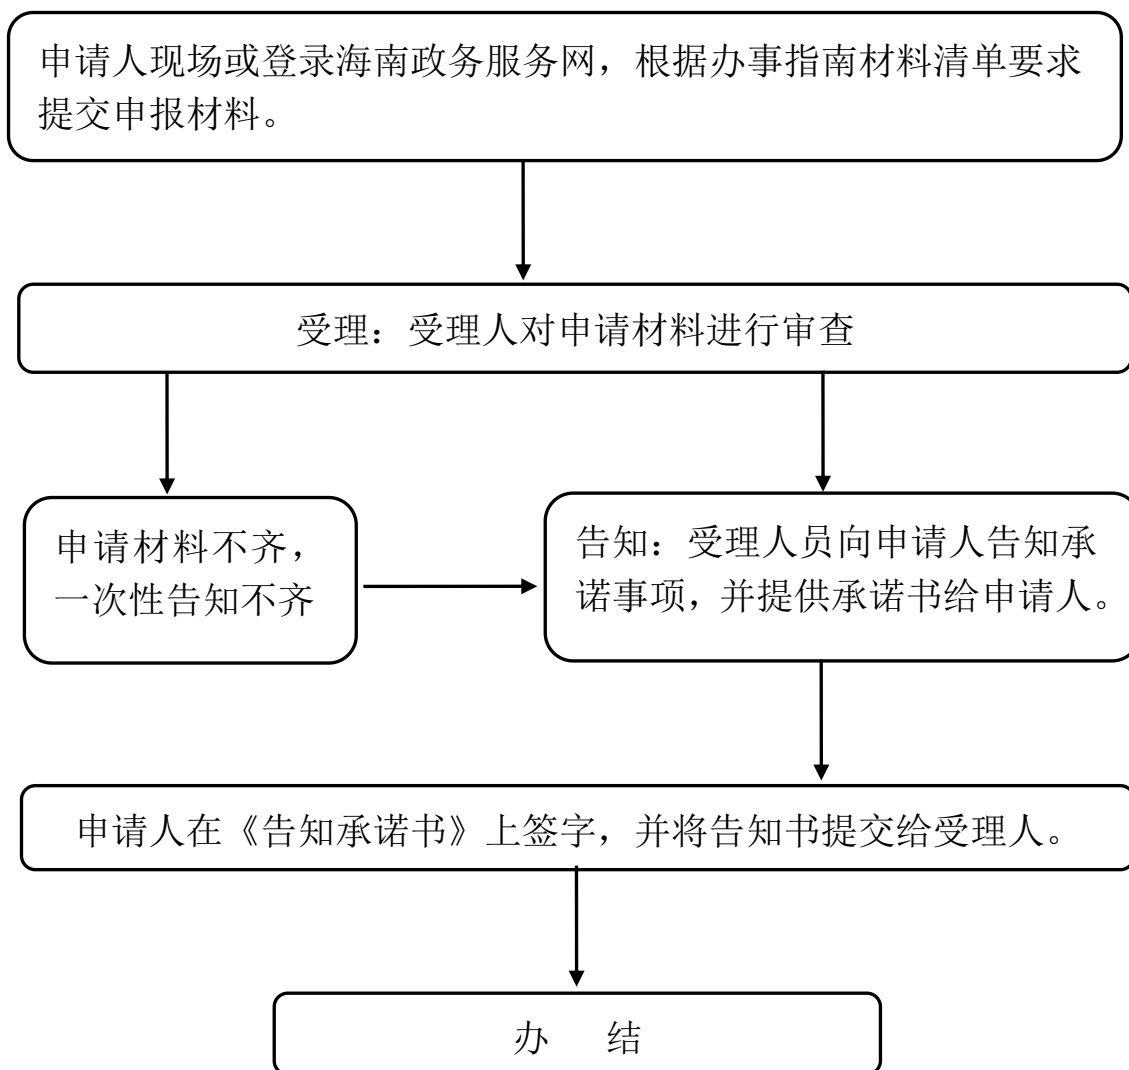 申请人现场或登录海南政务服务网，根据办事指南材料清单要求
提交申报材料。
受理：受理人对申请材料进行审查
申请材料不齐，
一次性告知不齐
告知：受理人员向申请人告知承
诺事项，并提供承诺书给申请人。
申请人在《告知承诺书》上签字，并将告知书提交给受理人。
办 结